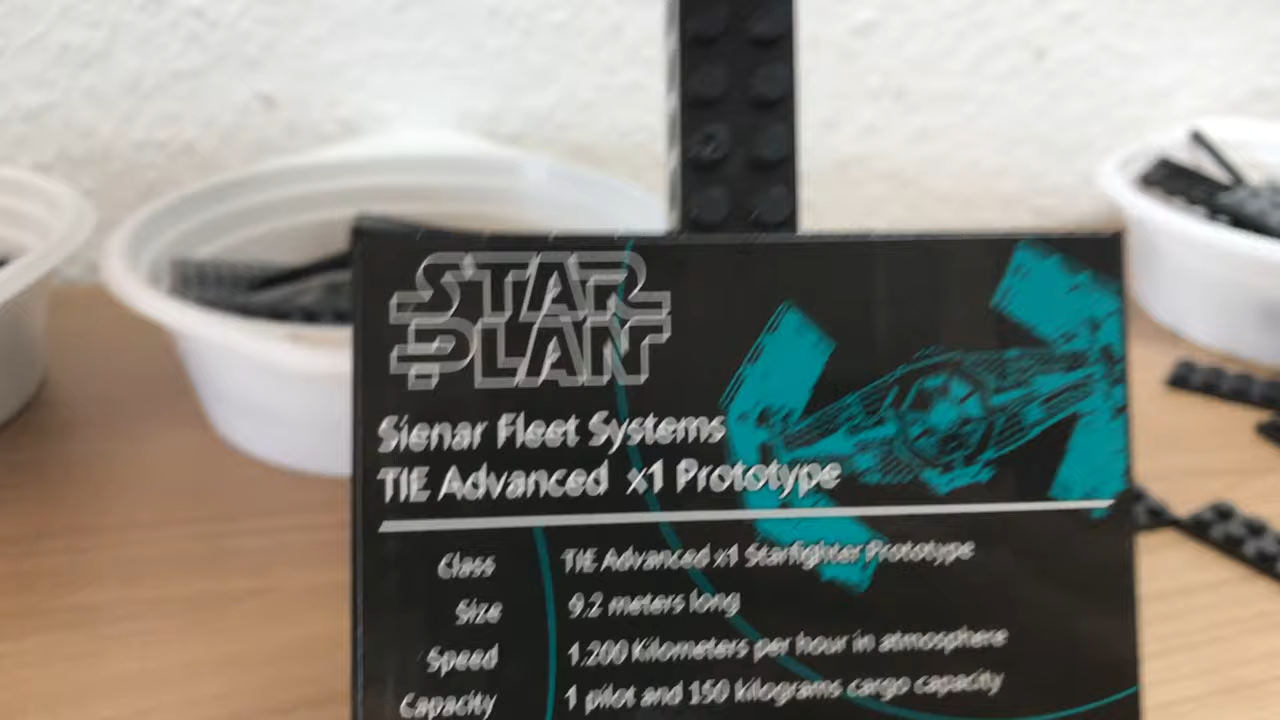 STAR
PLAN
Sienar Fleet Systems
TIE Advanced x1 Prototype
Class TIE Advanced x1 Starfighter Prototype
Size 9.2 meters long
Speed 1.200 Kilometers per hour in atmosphere
Capacity 1 pilot and 150 kilograms cargo capacity